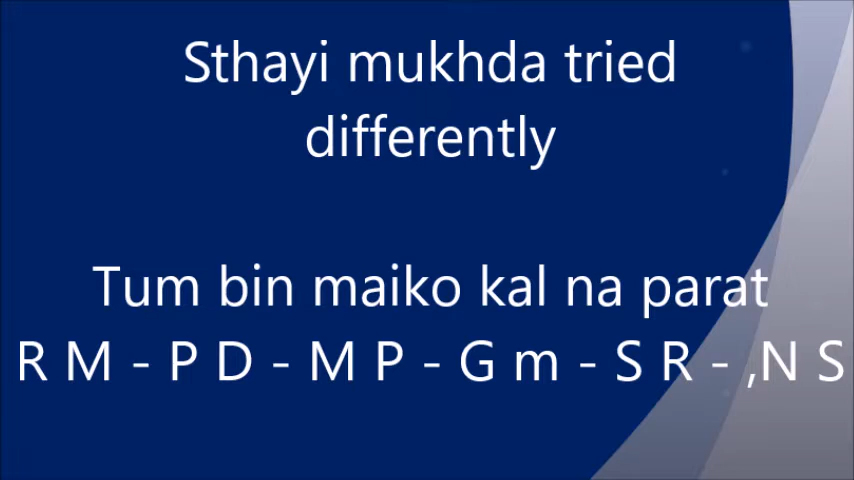 Sthayi mukhda tried
differently
Tum bin maiko kal na parat
R M - P D - M P - G m - S R - ,N S